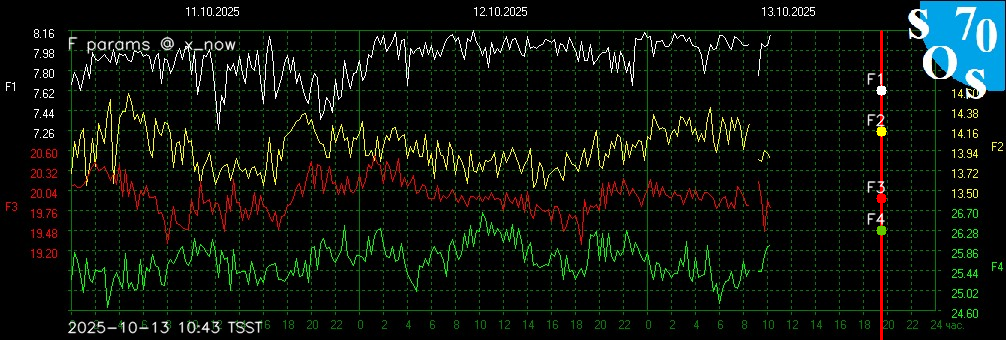 11.10.2025 12.10.2025 13.10.2025
S 70
O S
F params @ x_now
F1
8.16
7.98
7.80
7.62
7.44
7.26
F3
20.60
20.32
20.04
19.76
19.48
19.20
F1
F2
F3
F4
14.60
14.38
14.16
13.94
13.72
13.50
F2
26.70
26.28
25.86
25.44
25.02
24.60
F4
2025-10-13 10:43 TSST
16 18 20 22 0 2 4 6 8 10 12 14 16 18 20 22 0 2 4 6 8 10 12 14 16 18 20 22 24 час.